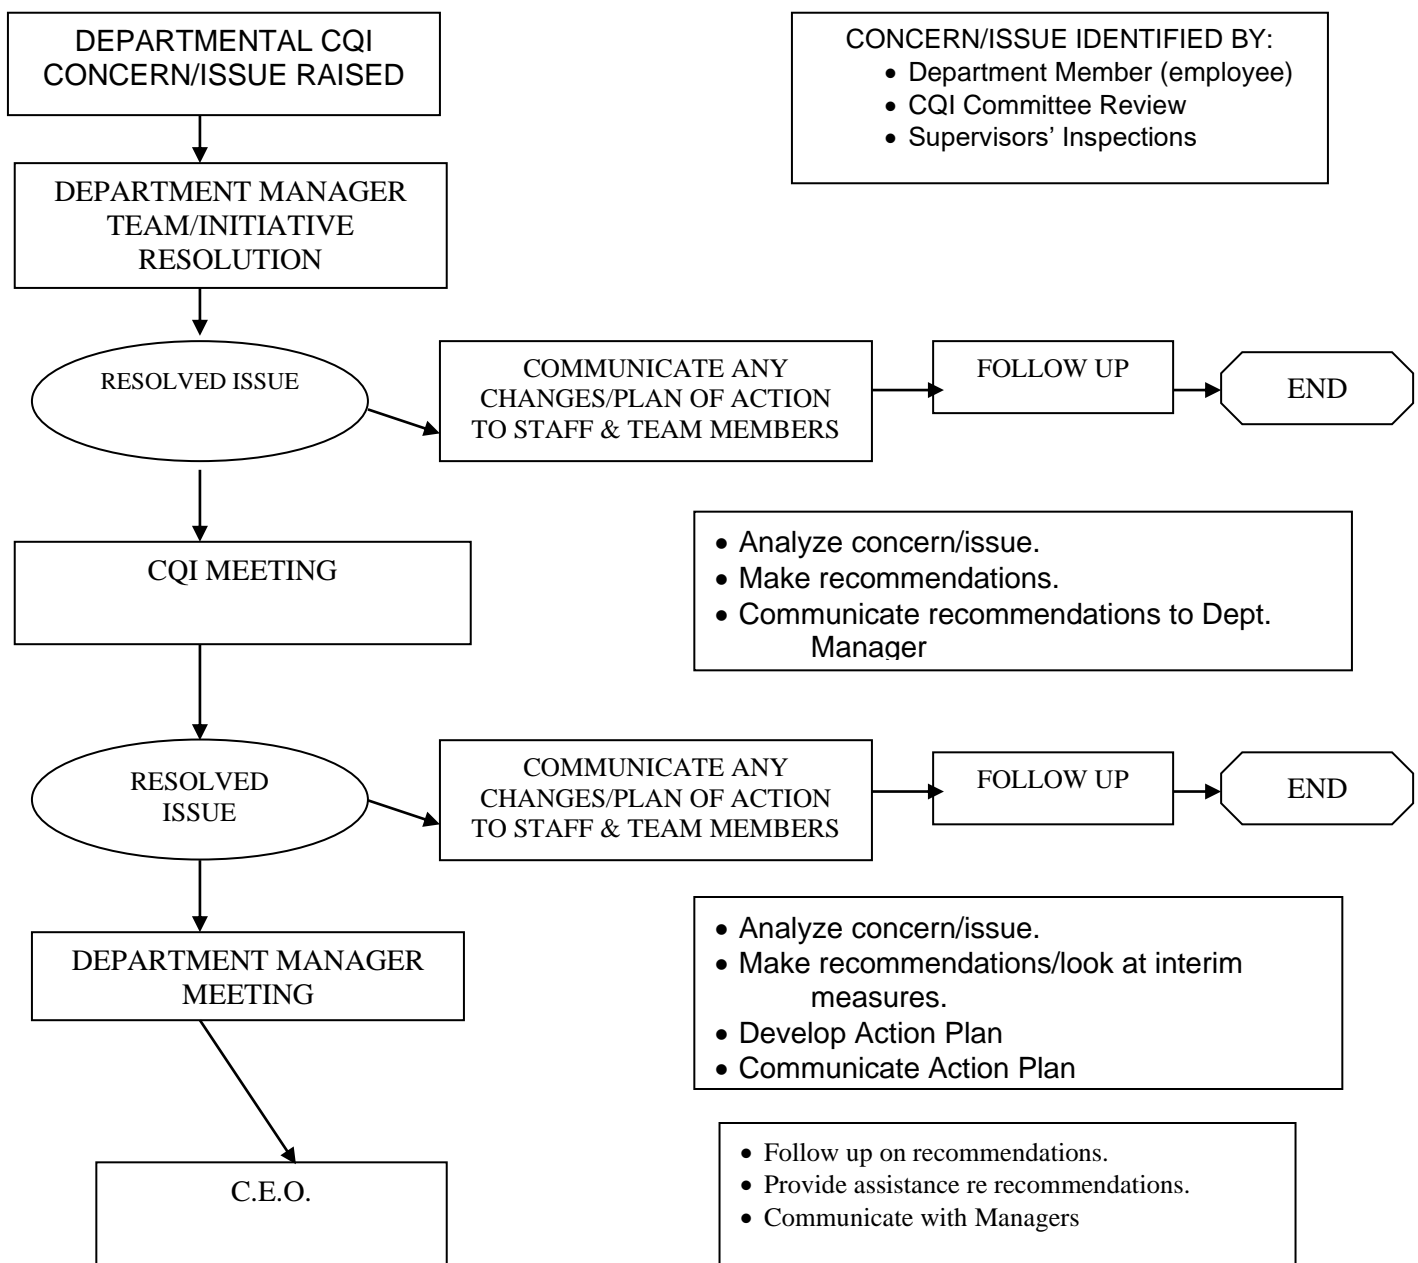 DEPARTMENTAL CQI
CONCERN/ISSUE RAISED
CONCERN/ISSUE IDENTIFIED BY:
• Department Member (employee)
• CQI Committee Review
• Supervisors’ Inspections
DEPARTMENT MANAGER
TEAM/INITIATIVE
RESOLUTION
RESOLVED ISSUE
COMMUNICATE ANY
CHANGES/PLAN OF ACTION
TO STAFF & TEAM MEMBERS
FOLLOW UP
END
CQI MEETING
• Analyze concern/issue.
• Make recommendations.
• Communicate recommendations to Dept.
Manager
RESOLVED
ISSUE
COMMUNICATE ANY
CHANGES/PLAN OF ACTION
TO STAFF & TEAM MEMBERS
FOLLOW UP
END
DEPARTMENT MANAGER
MEETING
• Analyze concern/issue.
• Make recommendations/look at interim
measures.
• Develop Action Plan
• Communicate Action Plan
C.E.O.
• Follow up on recommendations.
• Provide assistance re recommendations.
• Communicate with Managers